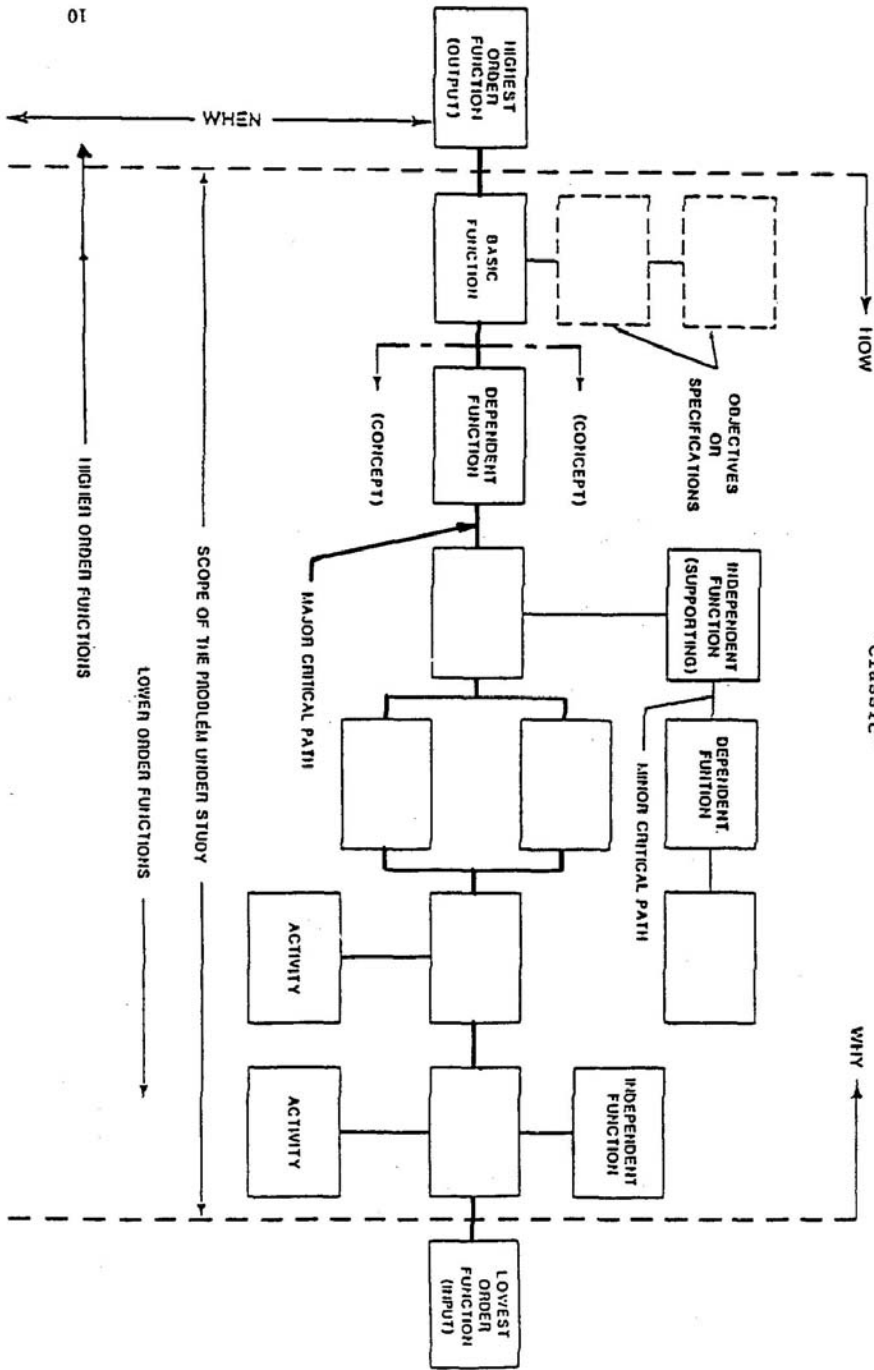 Classic
HOW
WHY
OBJECTIVES
OR
SPECIFICATIONS
INDEPENDENT
FUNCTION
(SUPPORTING)
DEPENDENT.
FUNTION
MINOR CRITICAL PATH
(CONCEPT)
INDEPENDENT
FUNCTION
HIGHEST
ORDER
FUNCTION
(OUTPUT)
BASIC
FUNCTION
DEPENDENT
FUNCTION
LOWEST
ORDER
FUNCTION
(INPUT)
(CONCEPT)
MAJOR CRITICAL PATH
ACTIVITY
ACTIVITY
WHEN
SCOPE OF THE PROBLEM UNDER STUDY
LOWER ORDER FUNCTIONS
HIGHER ORDER FUNCTIONS
10